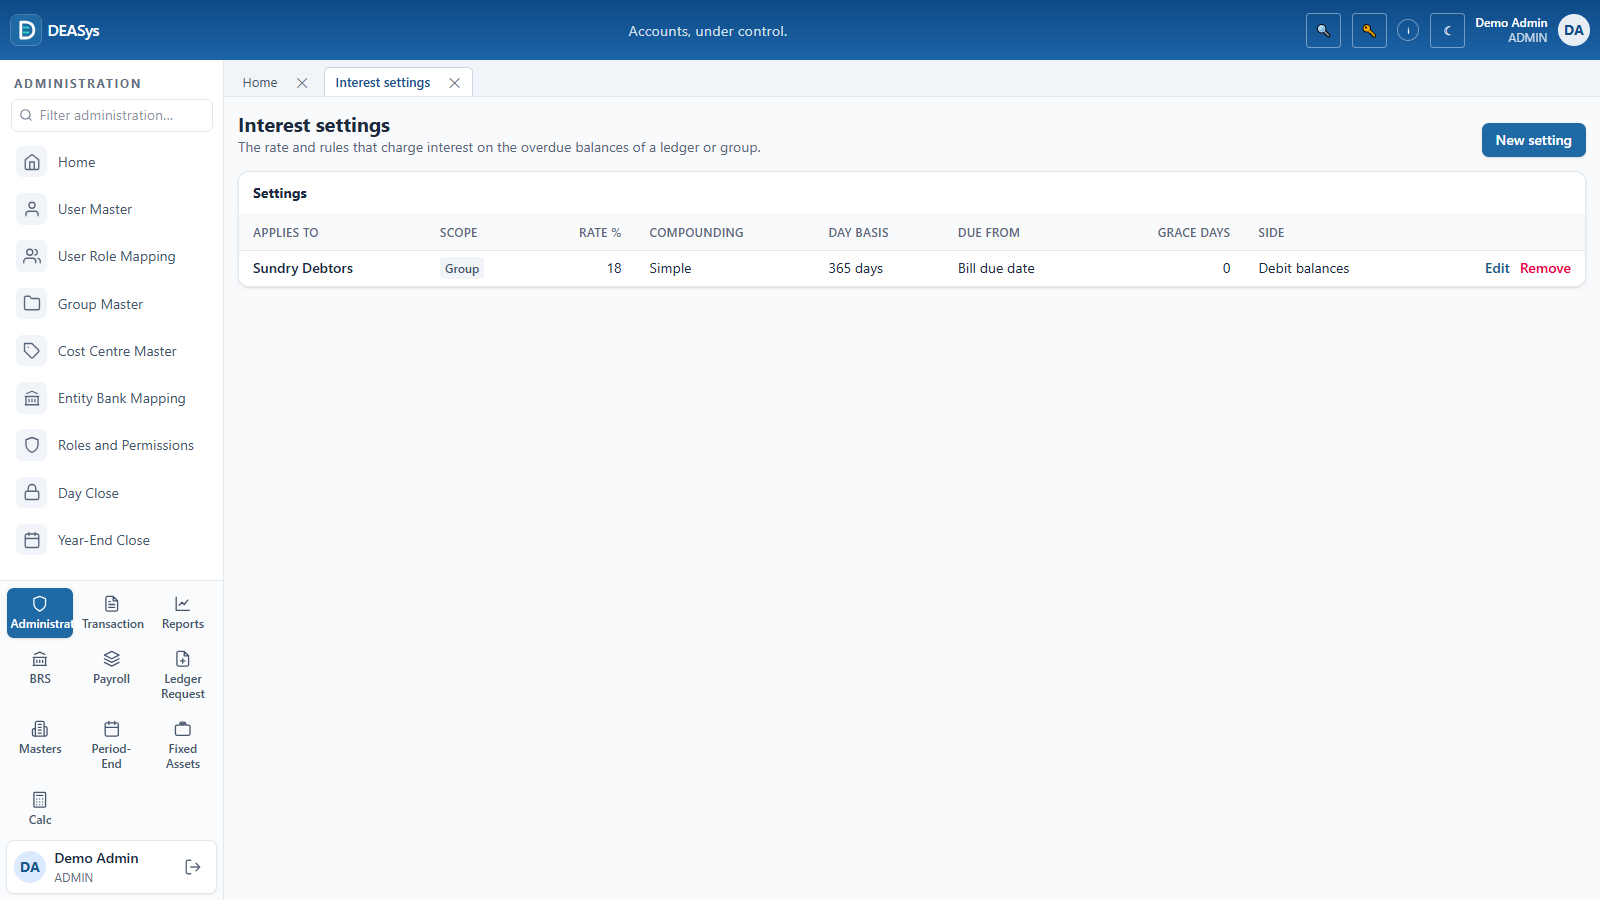 DEASys
Accounts, under control.
Demo Admin
ADMIN
DA
ADMINISTRATION
Filter administration...
Home
User Master
User Role Mapping
Group Master
Cost Centre Master
Entity Bank Mapping
Roles and Permissions
Day Close
Year-End Close
Administrat
Transaction
Reports
BRS
Payroll
Ledger
Request
Masters
Period-
End
Fixed
Assets
Calc
DA
Demo Admin
ADMIN
Home
Interest settings
Interest settings
The rate and rules that charge interest on the overdue balances of a ledger or group.
New setting
Settings
APPLIES TO SCOPE RATE % COMPOUNDING DAY BASIS DUE FROM GRACE DAYS SIDE
Sundry Debtors Group 18 Simple 365 days Bill due date 0 Debit balances Edit Remove